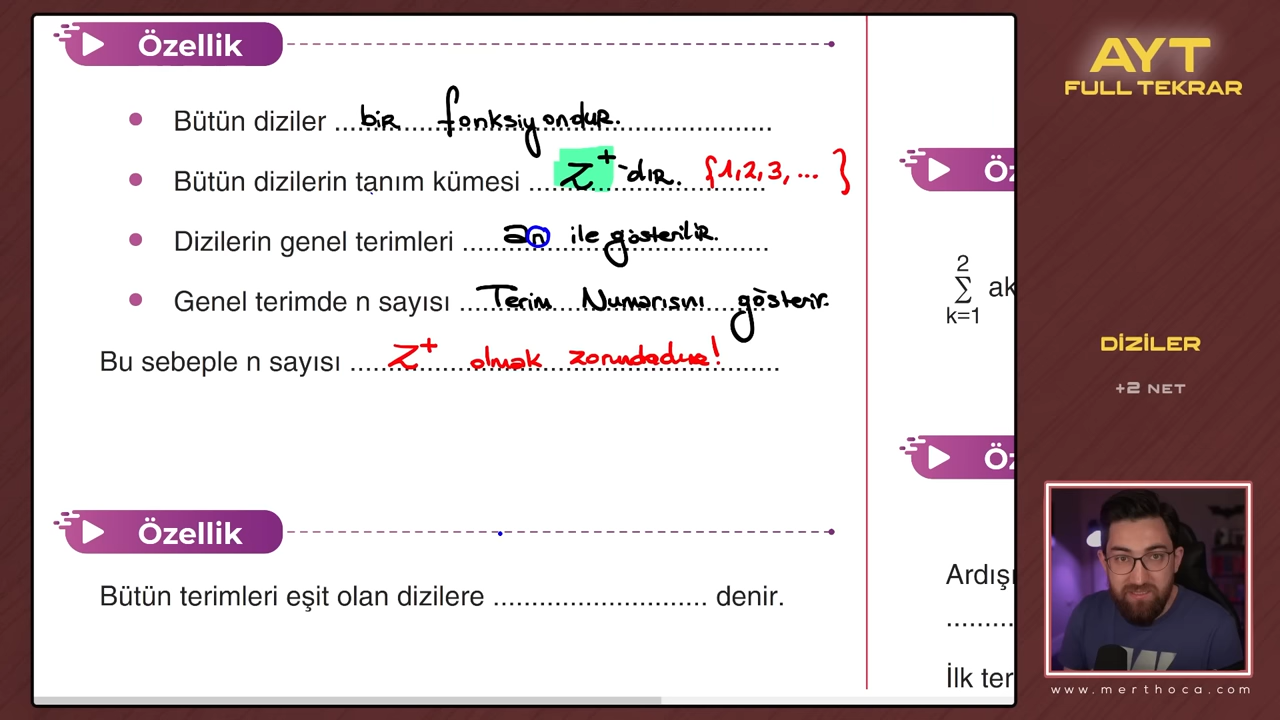 Özellik
Bütün diziler ... bir fonksiyondur.
Bütün dizilerin tanım kümesi ... Z⁺-dır. {1,2,3, ... }
Dizilerin genel terimleri ... an ile gösterilir.
Genel terimde n sayısı ... Terim Numarısnı gösterir.
Bu sebeple n sayısı ... Z⁺ olmak zorundadır!
Özellik
Bütün terimleri eşit olan dizilere ............................ denir.
Öz
2
Σ ak
k=1
Öz
Ardışı
.........
İlk ter
AYT
FULL TEKRAR
DİZİLER
+2 NET
www.merthoca.com